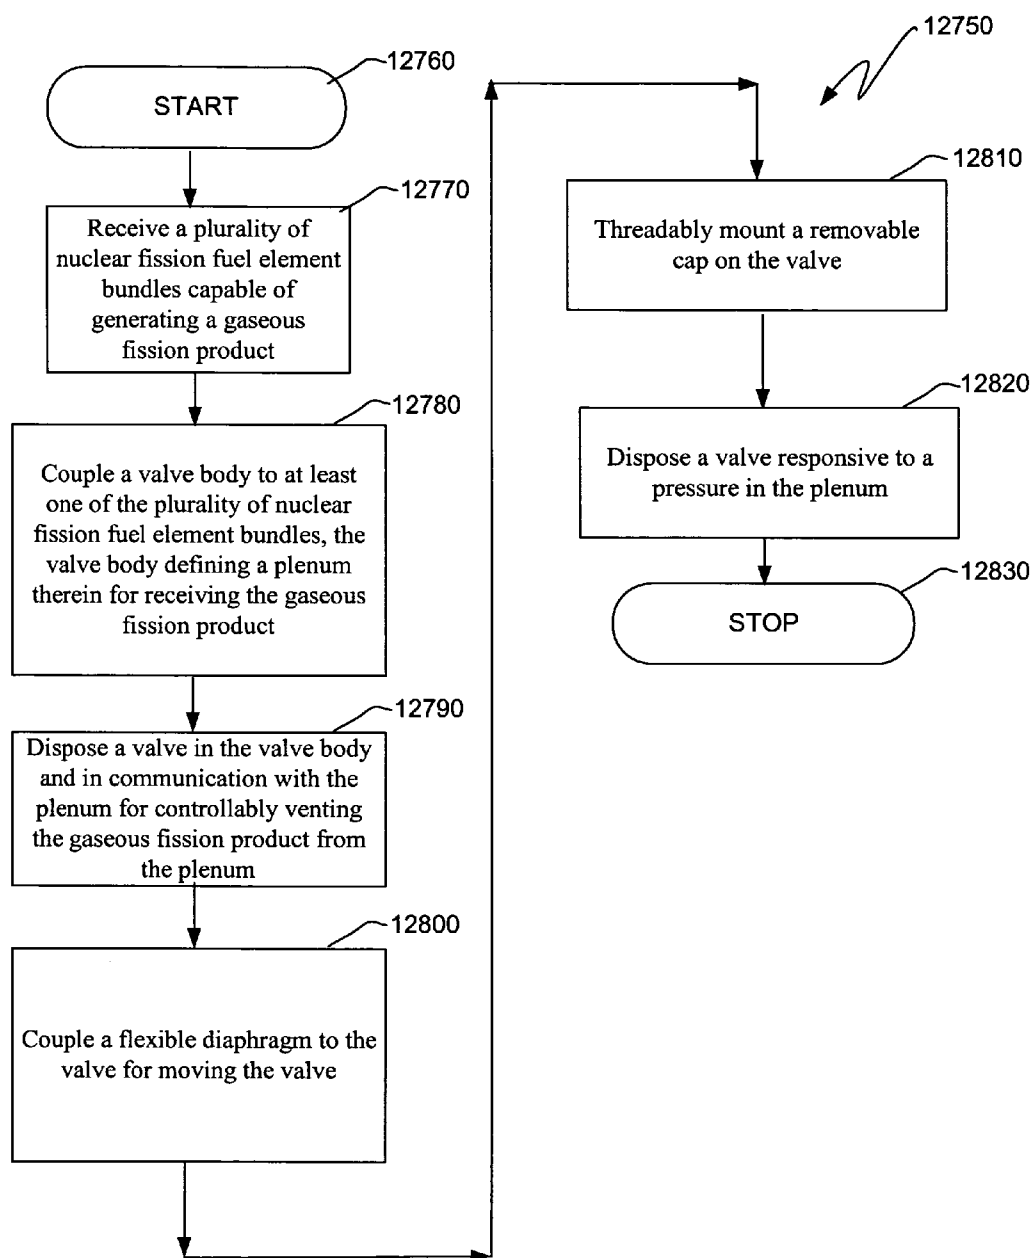 12760
START
12770
Receive a plurality of
nuclear fission fuel element
bundles capable of
generating a gaseous
fission product
12780
Couple a valve body to at least
one of the plurality of nuclear
fission fuel element bundles, the
valve body defining a plenum
therein for receiving the gaseous
fission product
12790
Dispose a valve in the valve body
and in communication with the
plenum for controllably venting
the gaseous fission product from
the plenum
12800
Couple a flexible diaphragm to the
valve for moving the valve
12750
12810
Threadably mount a removable
cap on the valve
12820
Dispose a valve responsive to a
pressure in the plenum
12830
STOP